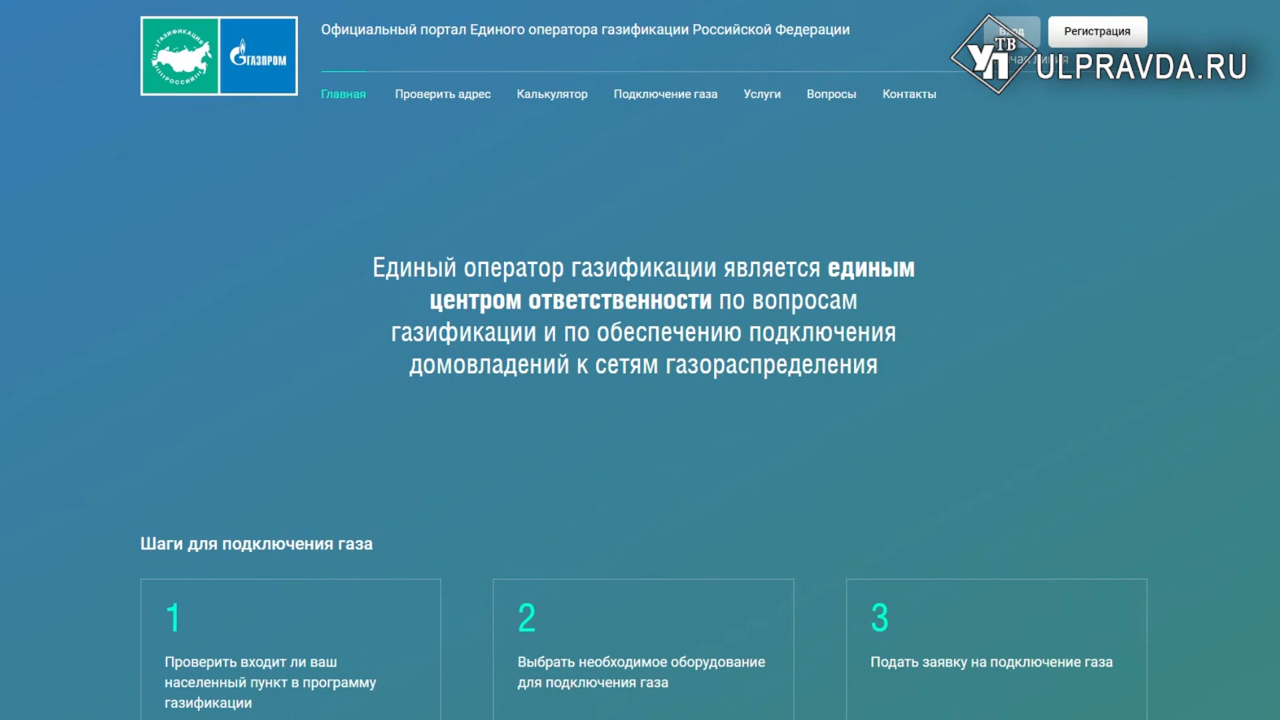 ГАЗИФИКАЦИЯ
РОССИИ
ГАЗПРОМ
Официальный портал Единого оператора газификации Российской Федерации
Вход
Регистрация
Главная
Проверить адрес
Калькулятор
Подключение газа
Услуги
Вопросы
Контакты
УП ТВ
ULPRAVDA.RU
Единый оператор газификации является единым
центром ответственности по вопросам
газификации и по обеспечению подключения
домовладений к сетям газораспределения
Шаги для подключения газа
1
Проверить входит ли ваш
населенный пункт в программу
газификации
2
Выбрать необходимое оборудование
для подключения газа
3
Подать заявку на подключение газа